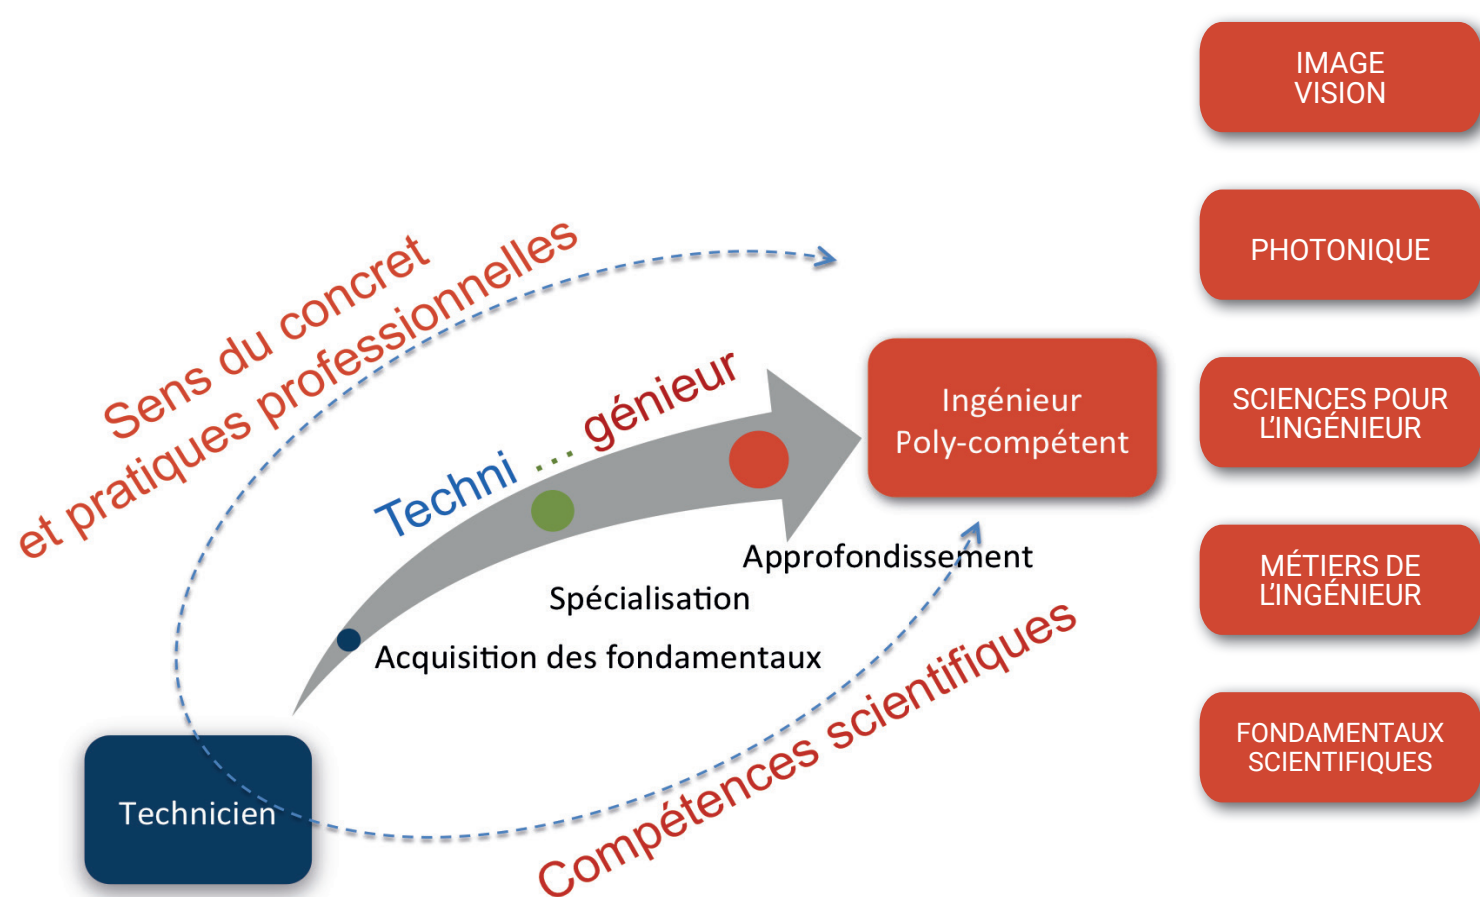 Sens du concret
et pratiques professionnelles
Techni ... génieur
Ingénieur
Poly-compétent
Approfondissement
Spécialisation
Acquisition des fondamentaux
Compétences scientifiques
Technicien
IMAGE
VISION
PHOTONIQUE
SCIENCES POUR
L'INGÉNIEUR
MÉTIERS DE
L'INGÉNIEUR
FONDAMENTAUX
SCIENTIFIQUES